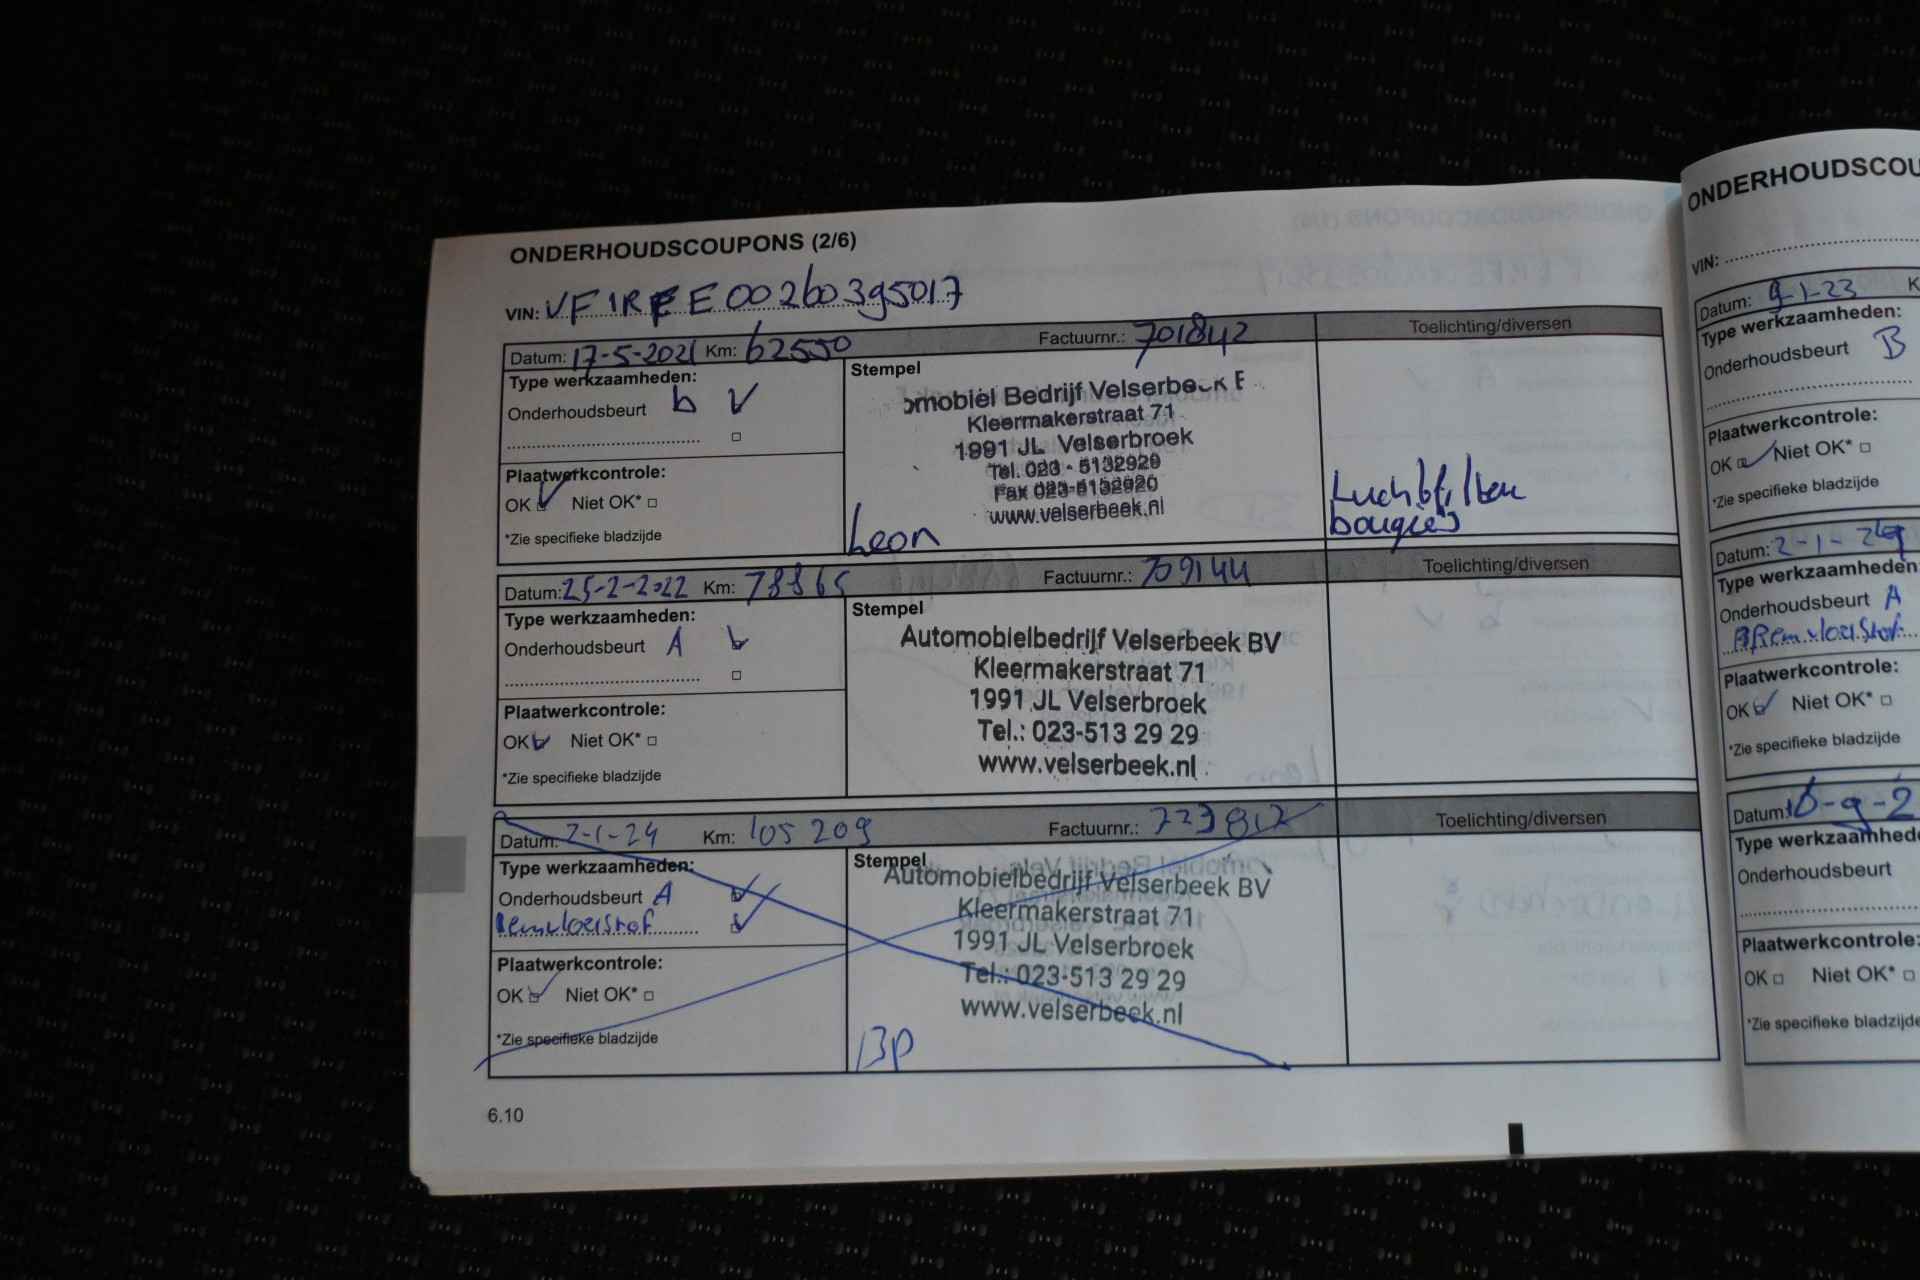 ONDERHOUDSCOUPONS (2/6)
VIN: VF1RFE00260395017
Datum: 17-5-2021 Km: 62550 Factuurnr.: 701842 Toelichting/diversen
Type werkzaamheden:
Onderhoudsbeurt b
Plaatwerkcontrole:
OK Niet OK*
*Zie specifieke bladzijde
Stempel
omobiel Bedrijf Velserbeek B
Kleermakerstraat 71
1991 JL Velserbroek
Tel. 023 - 5132929
Fax 023-5132920
www.velserbeek.nl
Leon
Luchtfilter
bougies
Datum: 25-2-2022 Km: 78865 Factuurnr.: 709144 Toelichting/diversen
Type werkzaamheden:
Onderhoudsbeurt A
Plaatwerkcontrole:
OK Niet OK*
*Zie specifieke bladzijde
Stempel
Automobielbedrijf Velserbeek BV
Kleermakerstraat 71
1991 JL Velserbroek
Tel.: 023-513 29 29
www.velserbeek.nl
Datum: 2-1-24 Km: 105 209 Factuurnr.: 723812 Toelichting/diversen
Type werkzaamheden:
Onderhoudsbeurt A
Remvloeistof
Plaatwerkcontrole:
OK Niet OK*
*Zie specifieke bladzijde
Stempel
Automobielbedrijf Velserbeek BV
Kleermakerstraat 71
1991 JL Velserbroek
Tel.: 023-513 29 29
www.velserbeek.nl
BP
6.10
ONDERHOUDSCOU
VIN:
Datum: 9-1-23 K
Type werkzaamheden:
Onderhoudsbeurt B
Plaatwerkcontrole:
OK Niet OK*
*Zie specifieke bladzijde
Datum: 2-1-24
Type werkzaamheden:
Onderhoudsbeurt A
Remvloeistof
Plaatwerkcontrole:
OK Niet OK*
*Zie specifieke bladzijde
Datum: 16-9-2
Type werkzaamhede
Onderhoudsbeurt
Plaatwerkcontrole:
OK Niet OK*
*Zie specifieke bladzijde